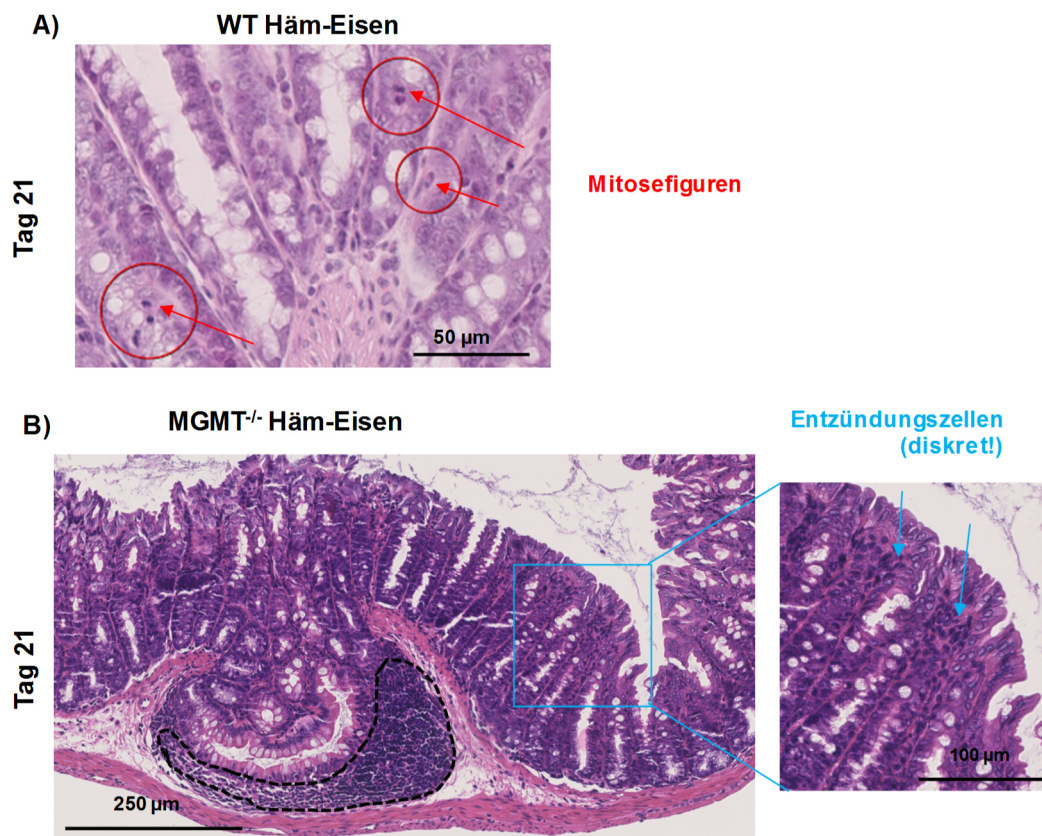 A)
WT Häm-Eisen
Tag 21
Mitosefiguren
50 µm
B)
MGMT-/- Häm-Eisen
Entzündungszellen
(diskret!)
Tag 21
250 µm
100 µm